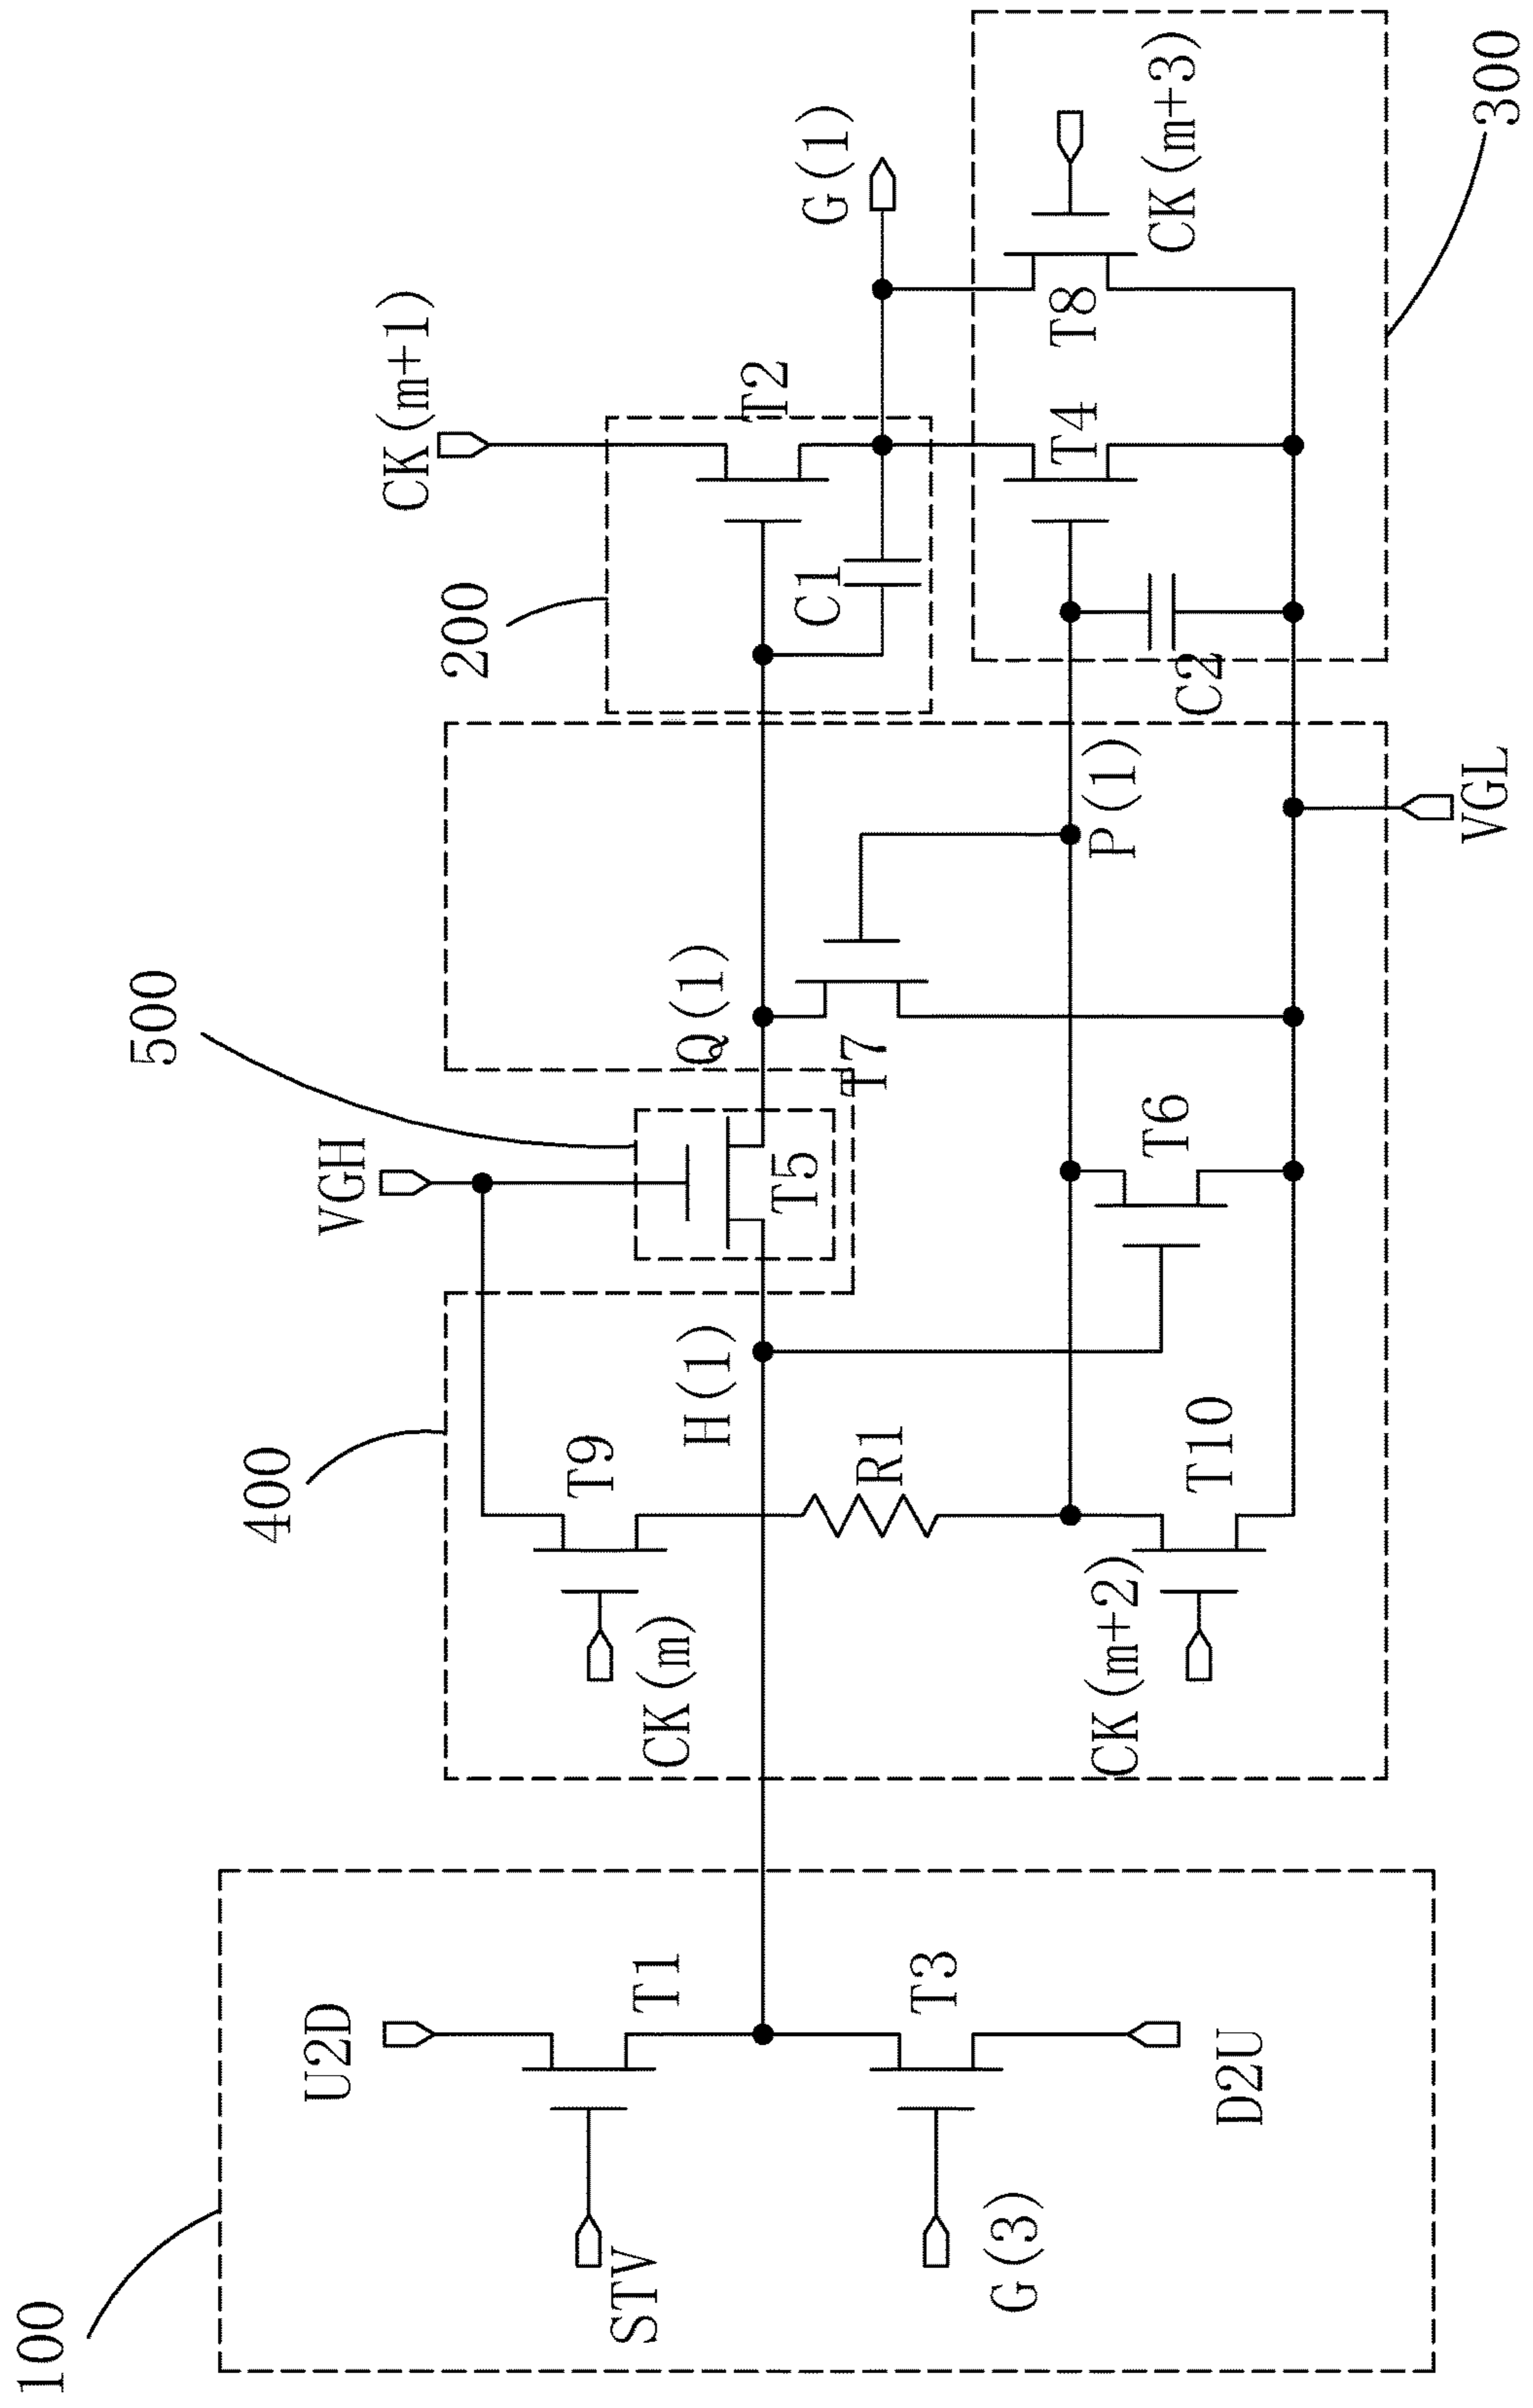 100
U2D
T1
STV
T3
G(3)
D2U
400
T9
CK(m)
H(1)
R1
CK(m+2)
T10
500
VGH
T5
Q(1)
T7
T6
P(1)
VGL
200
CK(m+1)
T2
C1
G(1)
C2
T4
T8
CK(m+3)
300